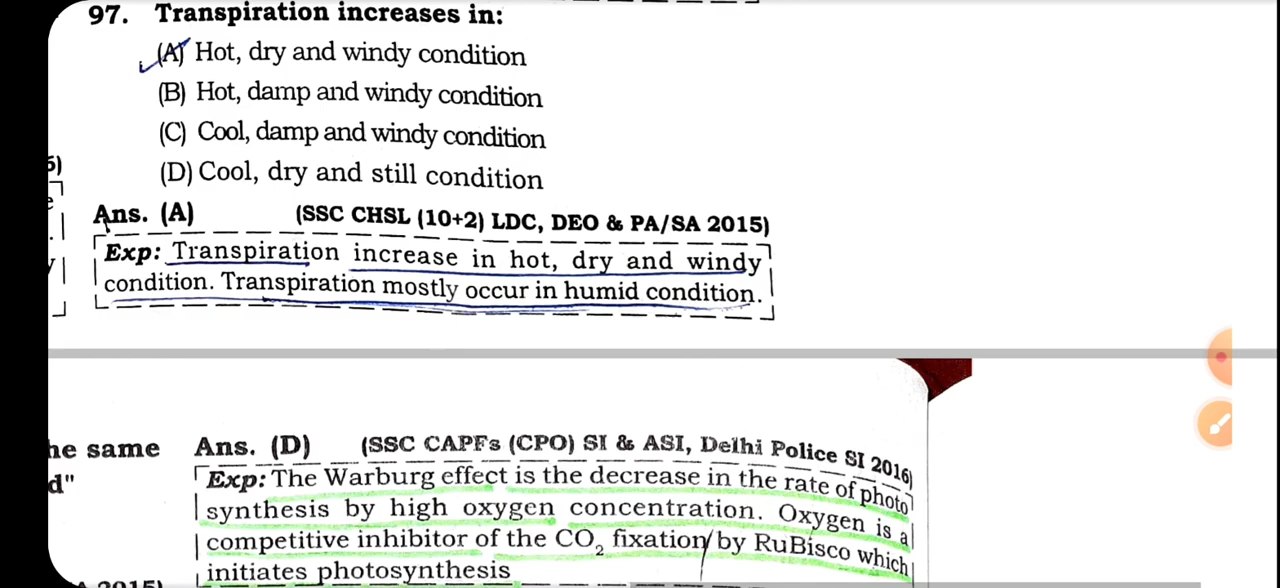 97. Transpiration increases in:
(A) Hot, dry and windy condition
(B) Hot, damp and windy condition
(C) Cool, damp and windy condition
(D) Cool, dry and still condition
Ans. (A) (SSC CHSL (10+2) LDC, DEO & PA/SA 2015)
Exp: Transpiration increase in hot, dry and windy
condition. Transpiration mostly occur in humid condition.
he same
d"
Ans. (D) (SSC CAPFs (CPO) SI & ASI, Delhi Police SI 2016)
Exp: The Warburg effect is the decrease in the rate of photo
synthesis by high oxygen concentration. Oxygen is a
competitive inhibitor of the CO₂ fixation by RuBisco which
initiates photosynthesis
2015)